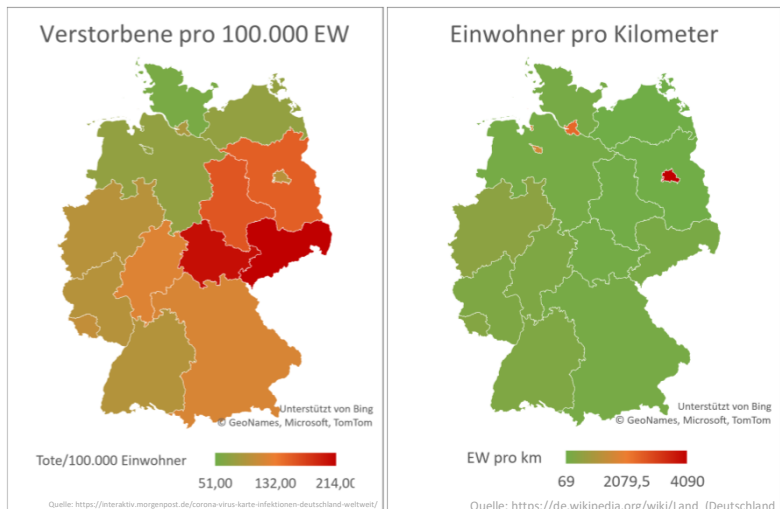 Verstorbene pro 100.000 EW
Unterstützt von Bing
© GeoNames, Microsoft, TomTom
Tote/100.000 Einwohner
51,00 132,00 214,00
Quelle: https://interaktiv.morgenpost.de/corona-virus-karte-infektionen-deutschland-weltweit/
Einwohner pro Kilometer
Unterstützt von Bing
© GeoNames, Microsoft, TomTom
EW pro km
69 2079,5 4090
Quelle: https://de.wikipedia.org/wiki/Land_(Deutschland